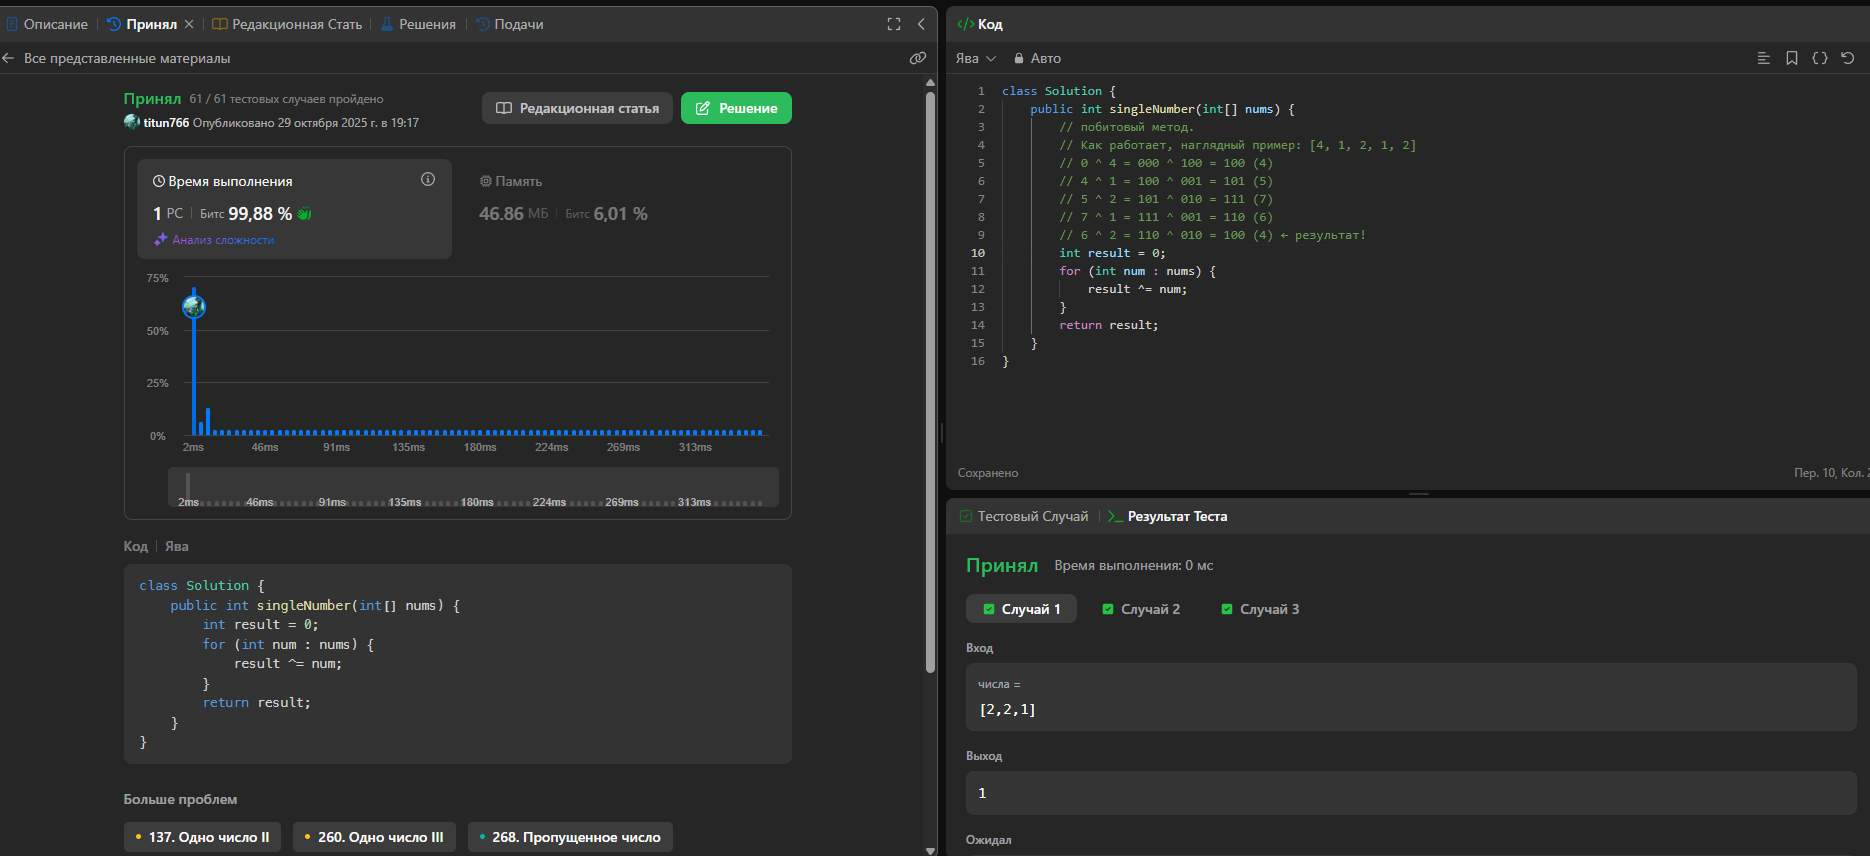 Описание
Принял
Редакционная Стать
Решения
Подачи
Все представленные материалы
Принял 61 / 61 тестовых случаев пройдено
titun766 Опубликовано 29 октября 2025 г. в 19:17
Редакционная статья
Решение
Время выполнения
1 РС | Битс 99,88 %
Анализ сложности
Память
46.86 МБ | Битс 6,01 %
75%
50%
25%
0%
2ms 46ms 91ms 135ms 180ms 224ms 269ms 313ms
2ms 46ms 91ms 135ms 180ms 224ms 269ms 313ms
Код | Ява
class Solution {
    public int singleNumber(int[] nums) {
        int result = 0;
        for (int num : nums) {
            result ^= num;
        }
        return result;
    }
}
Больше проблем
137. Одно число II
260. Одно число III
268. Пропущенное число
</> Код
Ява
Авто
1 class Solution {
2     public int singleNumber(int[] nums) {
3         // побитовый метод.
4         // Как работает, наглядный пример: [4, 1, 2, 1, 2]
5         // 0 ^ 4 = 000 ^ 100 = 100 (4)
6         // 4 ^ 1 = 100 ^ 001 = 101 (5)
7         // 5 ^ 2 = 101 ^ 010 = 111 (7)
8         // 7 ^ 1 = 111 ^ 001 = 110 (6)
9         // 6 ^ 2 = 110 ^ 010 = 100 (4) ← результат!
10         int result = 0;
11         for (int num : nums) {
12             result ^= num;
13         }
14         return result;
15     }
16 }
Сохранено
Пер. 10, Кол. 2
Тестовый Случай
Результат Теста
Принял Время выполнения: 0 мс
Случай 1
Случай 2
Случай 3
Вход
числа =
[2,2,1]
Выход
1
Ожидал